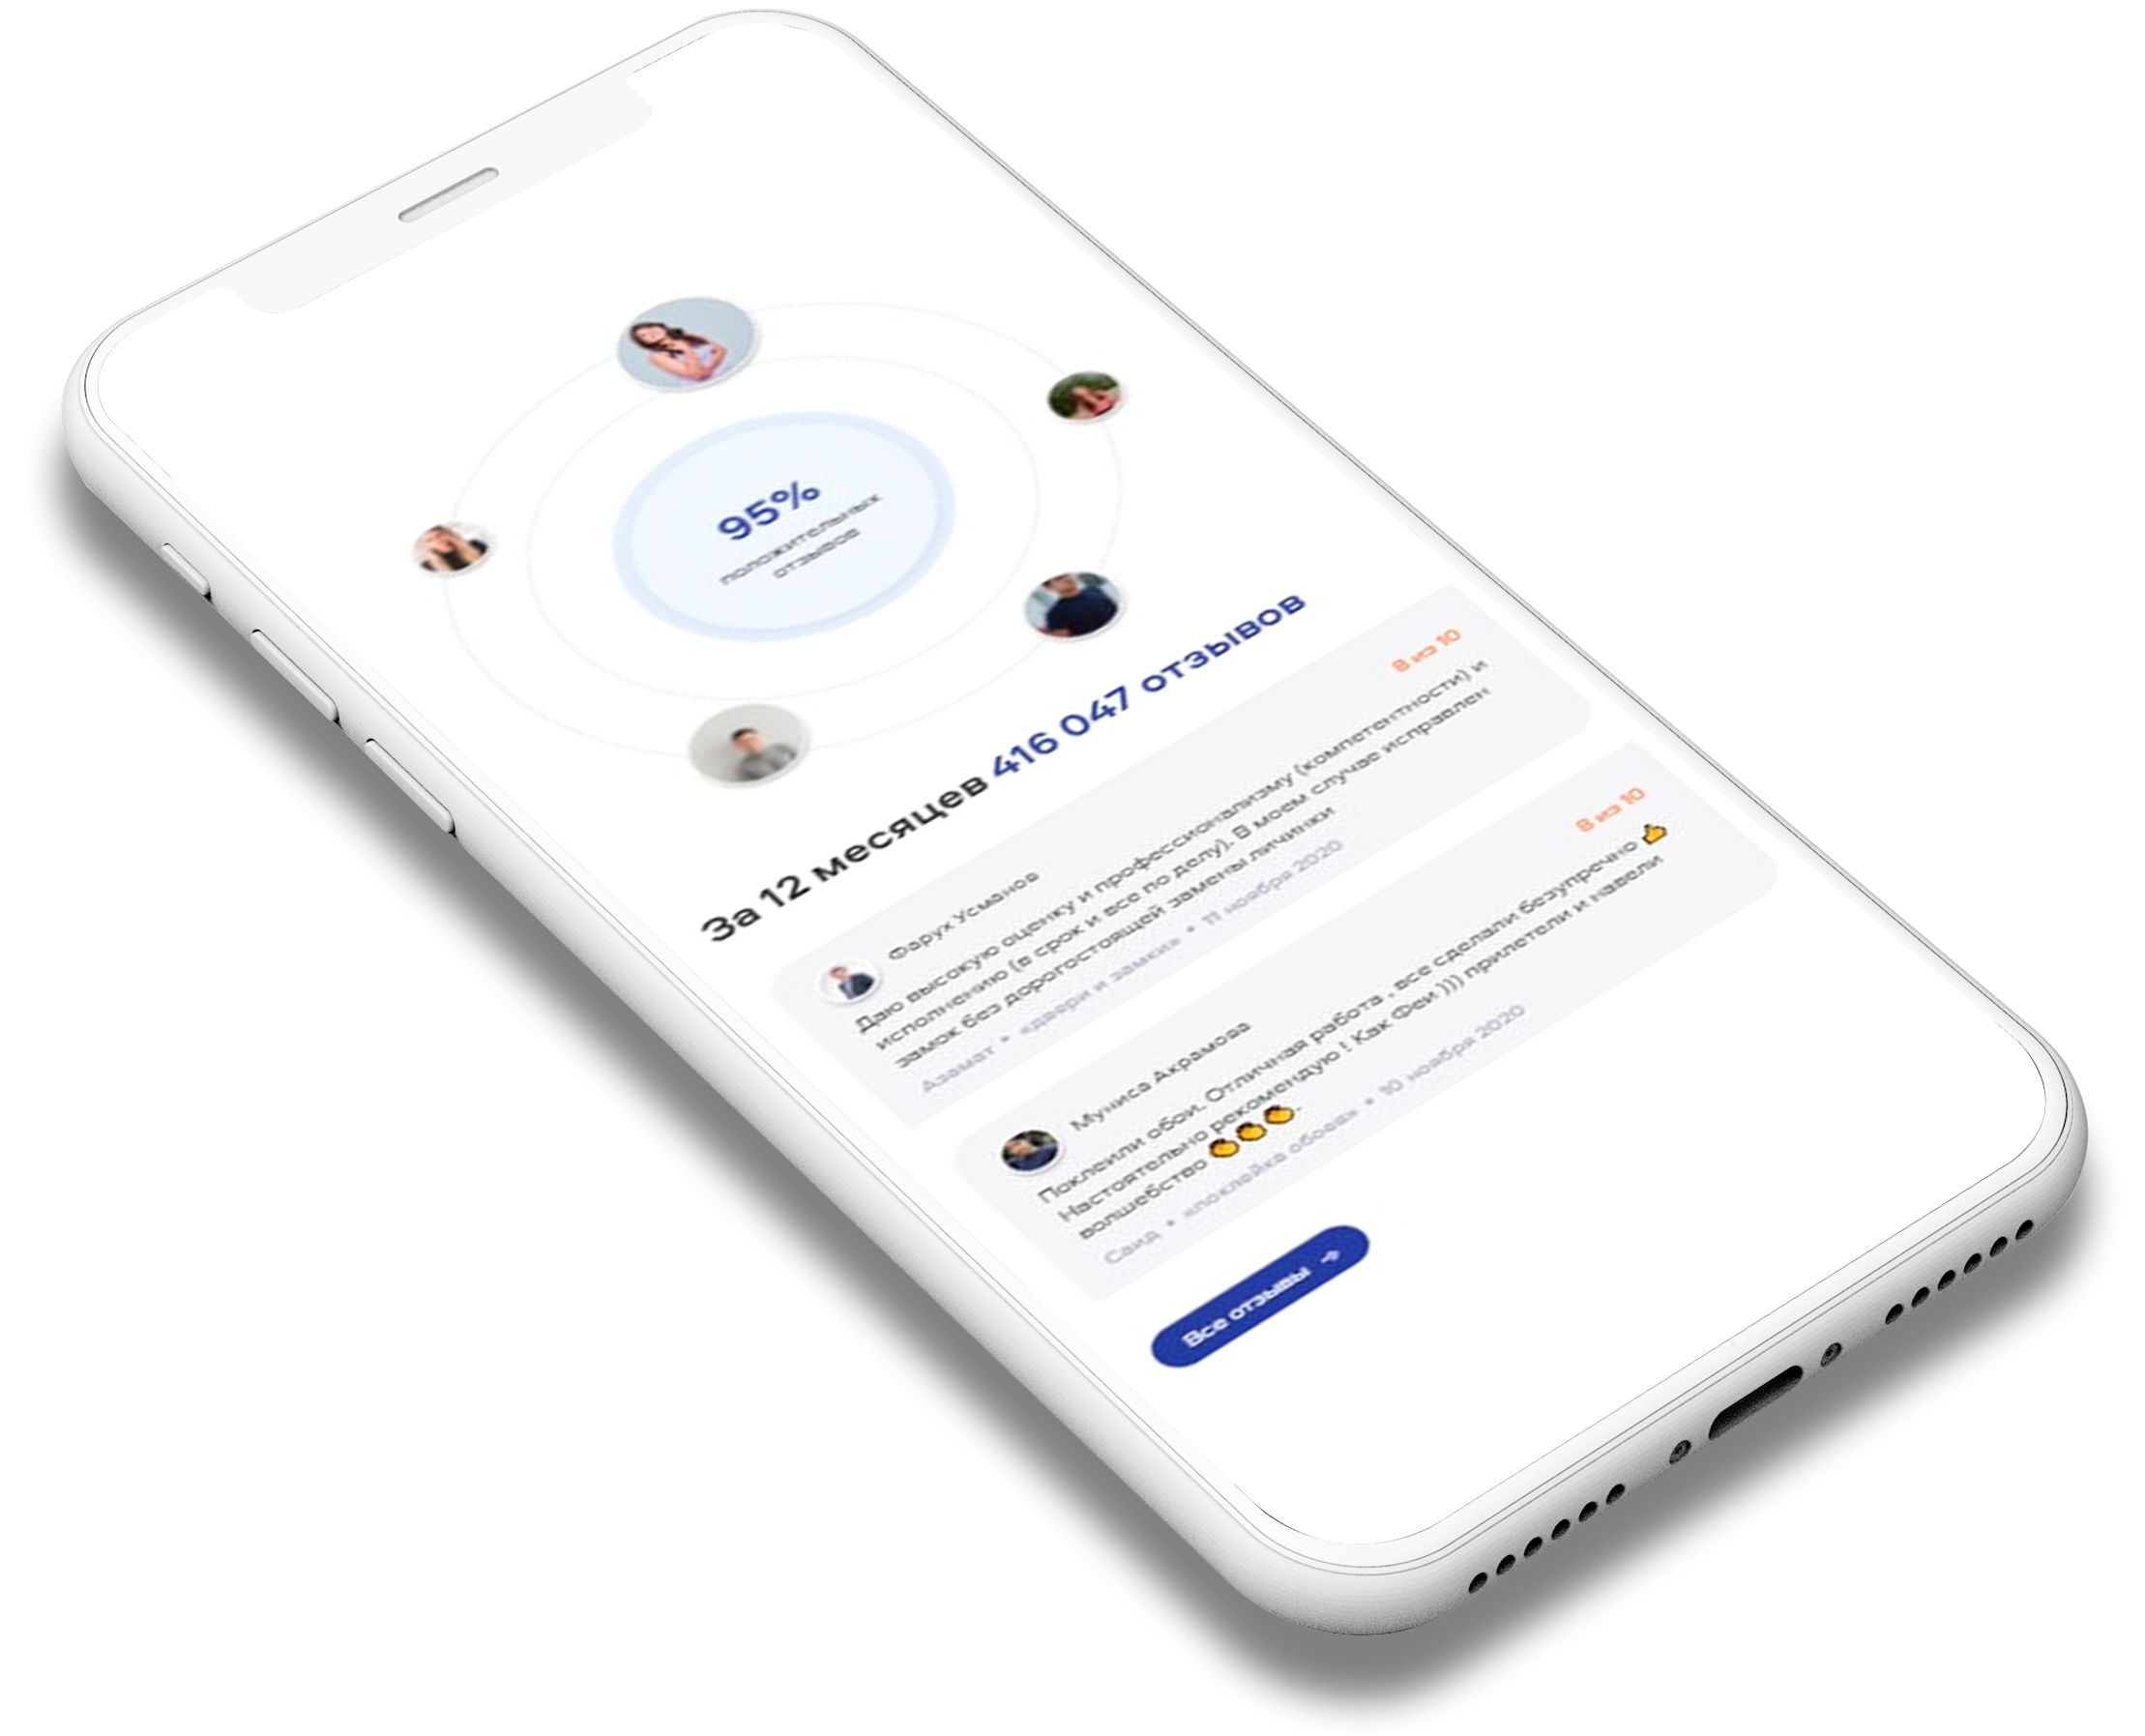 95%
положительных
отзывов
За 12 месяцев 416 047 отзывов
Фарух Усманов
8 из 10
Даю высокую оценку и профессионализму (компетентности) и
исполнению (в срок и все по делу). В моем случае исправлен
замок без дорогостоящей замены личинки
Азамат • «двери и замки» • 11 ноября 2020
Муниса Акрамова
8 из 10
Поклеили обои. Отличная работа , все сделали безупречно 👍
Настоятельно рекомендую ! Как Феи )))) прилетели и навели
волшебство
Саид • «поклейка обоев» • 10 ноября 2020
Все отзывы →